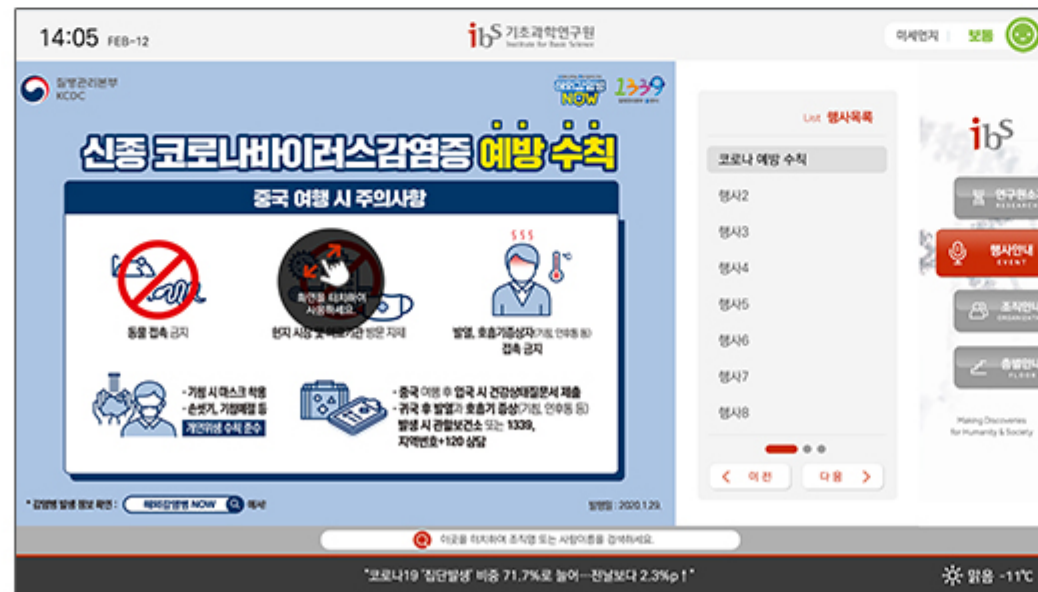 14:05 FEB-12
ibS 기초과학연구원
Institute for Basic Science
미세먼지 보통
질병관리본부
KCDC
해외감염병
NOW
1339
신종 코로나바이러스감염증 예방 수칙
중국 여행 시 주의사항
화면을 터치하여
사용하세요.
동물 접촉 금지
현지 시장 및 의료기관 방문 자제
발열, 호흡기증상자(기침, 인후통 등)
접촉 금지
- 기침 시 마스크 착용
- 손씻기, 기침예절 등
개인위생 수칙 준수
- 중국 여행 후 입국 시 건강상태질문서 제출
- 귀국 후 발열과 호흡기 증상(기침, 인후통 등)
발생 시 관할보건소 또는 1339,
지역번호+120 상담
* 감염병 발생 정보 확인 : 해외감염병 NOW 에서!
발행일 : 2020.1.29.
List 행사목록
코로나 예방 수칙
행사2
행사3
행사4
행사5
행사6
행사7
행사8
이전 다음
ibS
연구원소
RESEARCH
행사안내
EVENT
조직안내
ORGANIZAT
층별안내
FLOOR
Making Discoveries
for Humanity & Society
이곳을 터치하여 조직명 또는 사람이름을 검색하세요.
"코로나19 '집단발생' 비중 71.7%로 늘어…전날보다 2.3%p↑"
맑음 -11℃